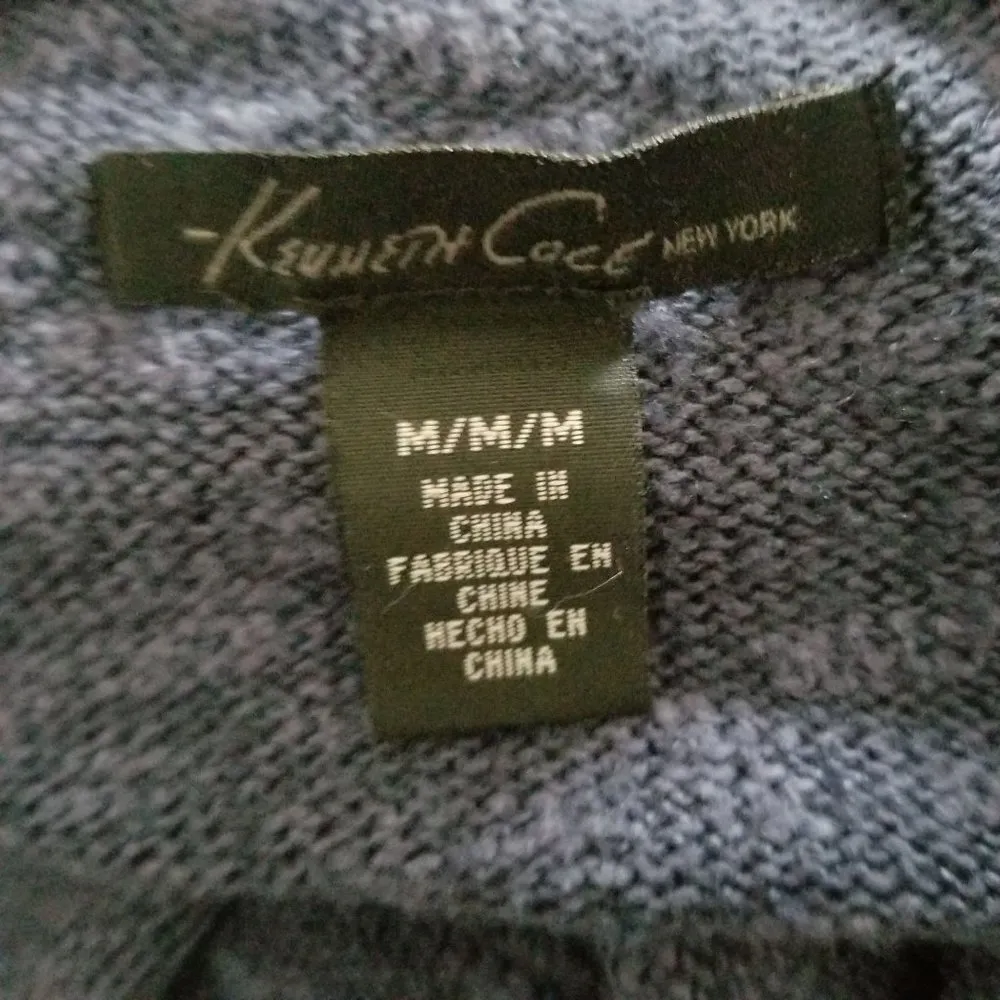 KENNETH COLE NEW YORK
M/M/M
MADE IN
CHINA
FABRIQUE EN
CHINE
HECHO EN
CHINA